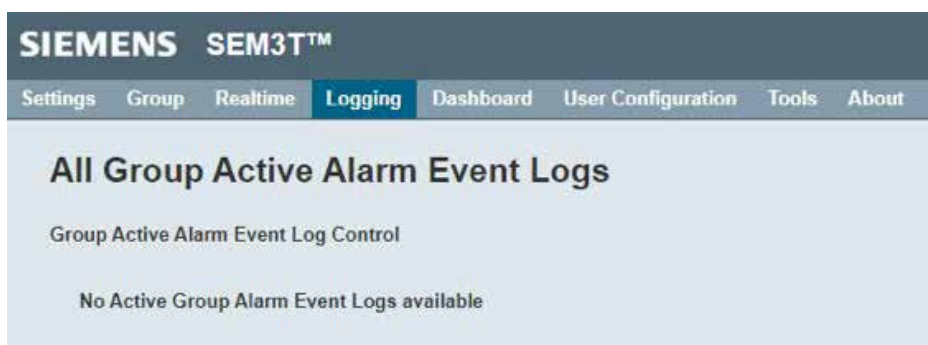 SIEMENS SEM3T™
Settings Group Realtime Logging Dashboard User Configuration Tools About
All Group Active Alarm Event Logs
Group Active Alarm Event Log Control
No Active Group Alarm Event Logs available